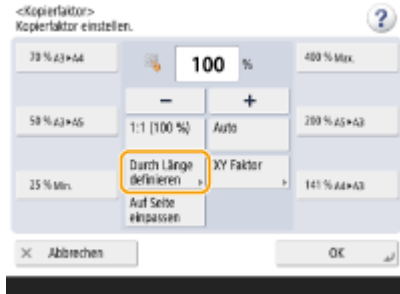 <Kopierfaktor>
Kopierfaktor einstellen.
?
70 % A3▸A4
100 %
400 % Max.
− +
50 % A3▸A5
1:1 (100 %)
Auto
200 % A5▸A3
Durch Länge
definieren
XY Faktor
25 % Min.
141 % A4▸A3
Auf Seite
einpassen
× Abbrechen
OK